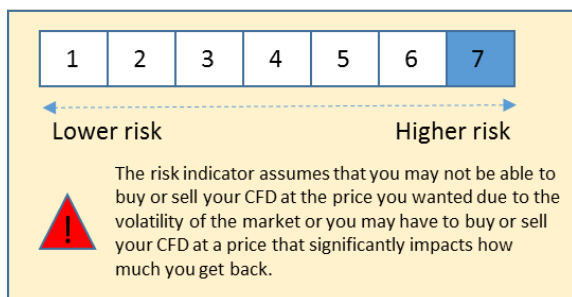 1 2 3 4 5 6 7
Lower risk Higher risk
The risk indicator assumes that you may not be able to
buy or sell your CFD at the price you wanted due to the
volatility of the market or you may have to buy or sell
your CFD at a price that significantly impacts how
much you get back.
!